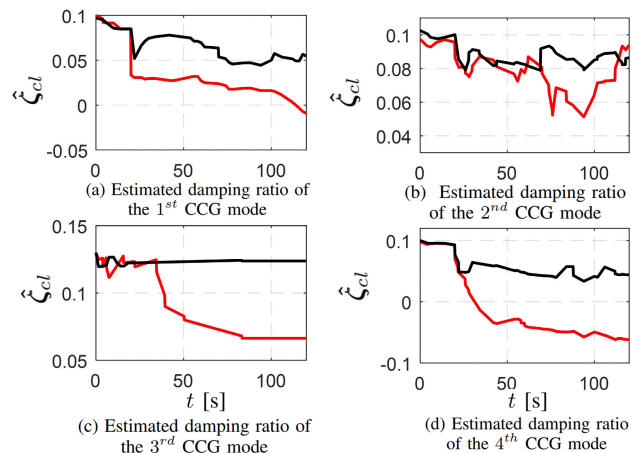 0.1
0.05
0
-0.05
ζ̂cl
0 50 100
(a) Estimated damping ratio of
the 1st CCG mode
0.1
0.08
0.06
0.04
ζ̂cl
0 50 100
(b) Estimated damping ratio
of the 2nd CCG mode
0.15
0.1
0.05
ζ̂cl
0 50 100
t [s]
(c) Estimated damping ratio of
the 3rd CCG mode
0.1
0
-0.1
ζ̂cl
0 50 100
t [s]
(d) Estimated damping ratio
of the 4th CCG mode